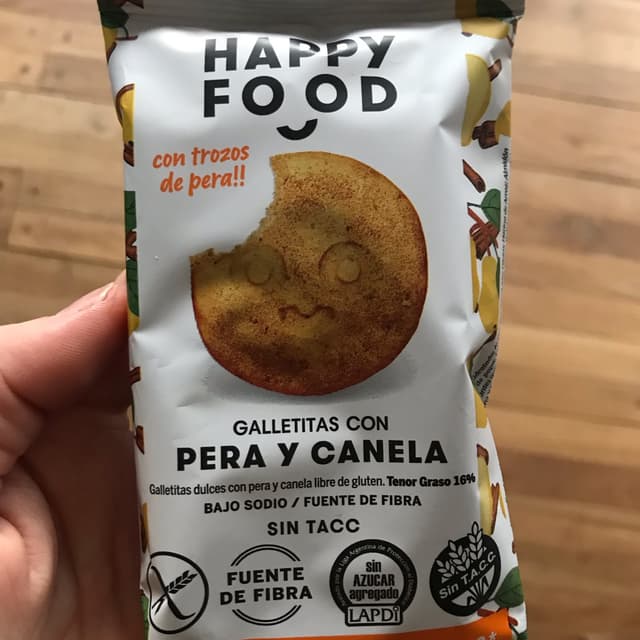 HAPPY
FOOD
con trozos
de pera!!
GALLETITAS CON
PERA Y CANELA
Galletitas dulces con pera y canela libre de gluten. Tenor Graso 16%
BAJO SODIO / FUENTE DE FIBRA
SIN TACC
FUENTE
DE FIBRA
sin
AZUCAR
agregado
LAPDI
Sin T.A.C.C.